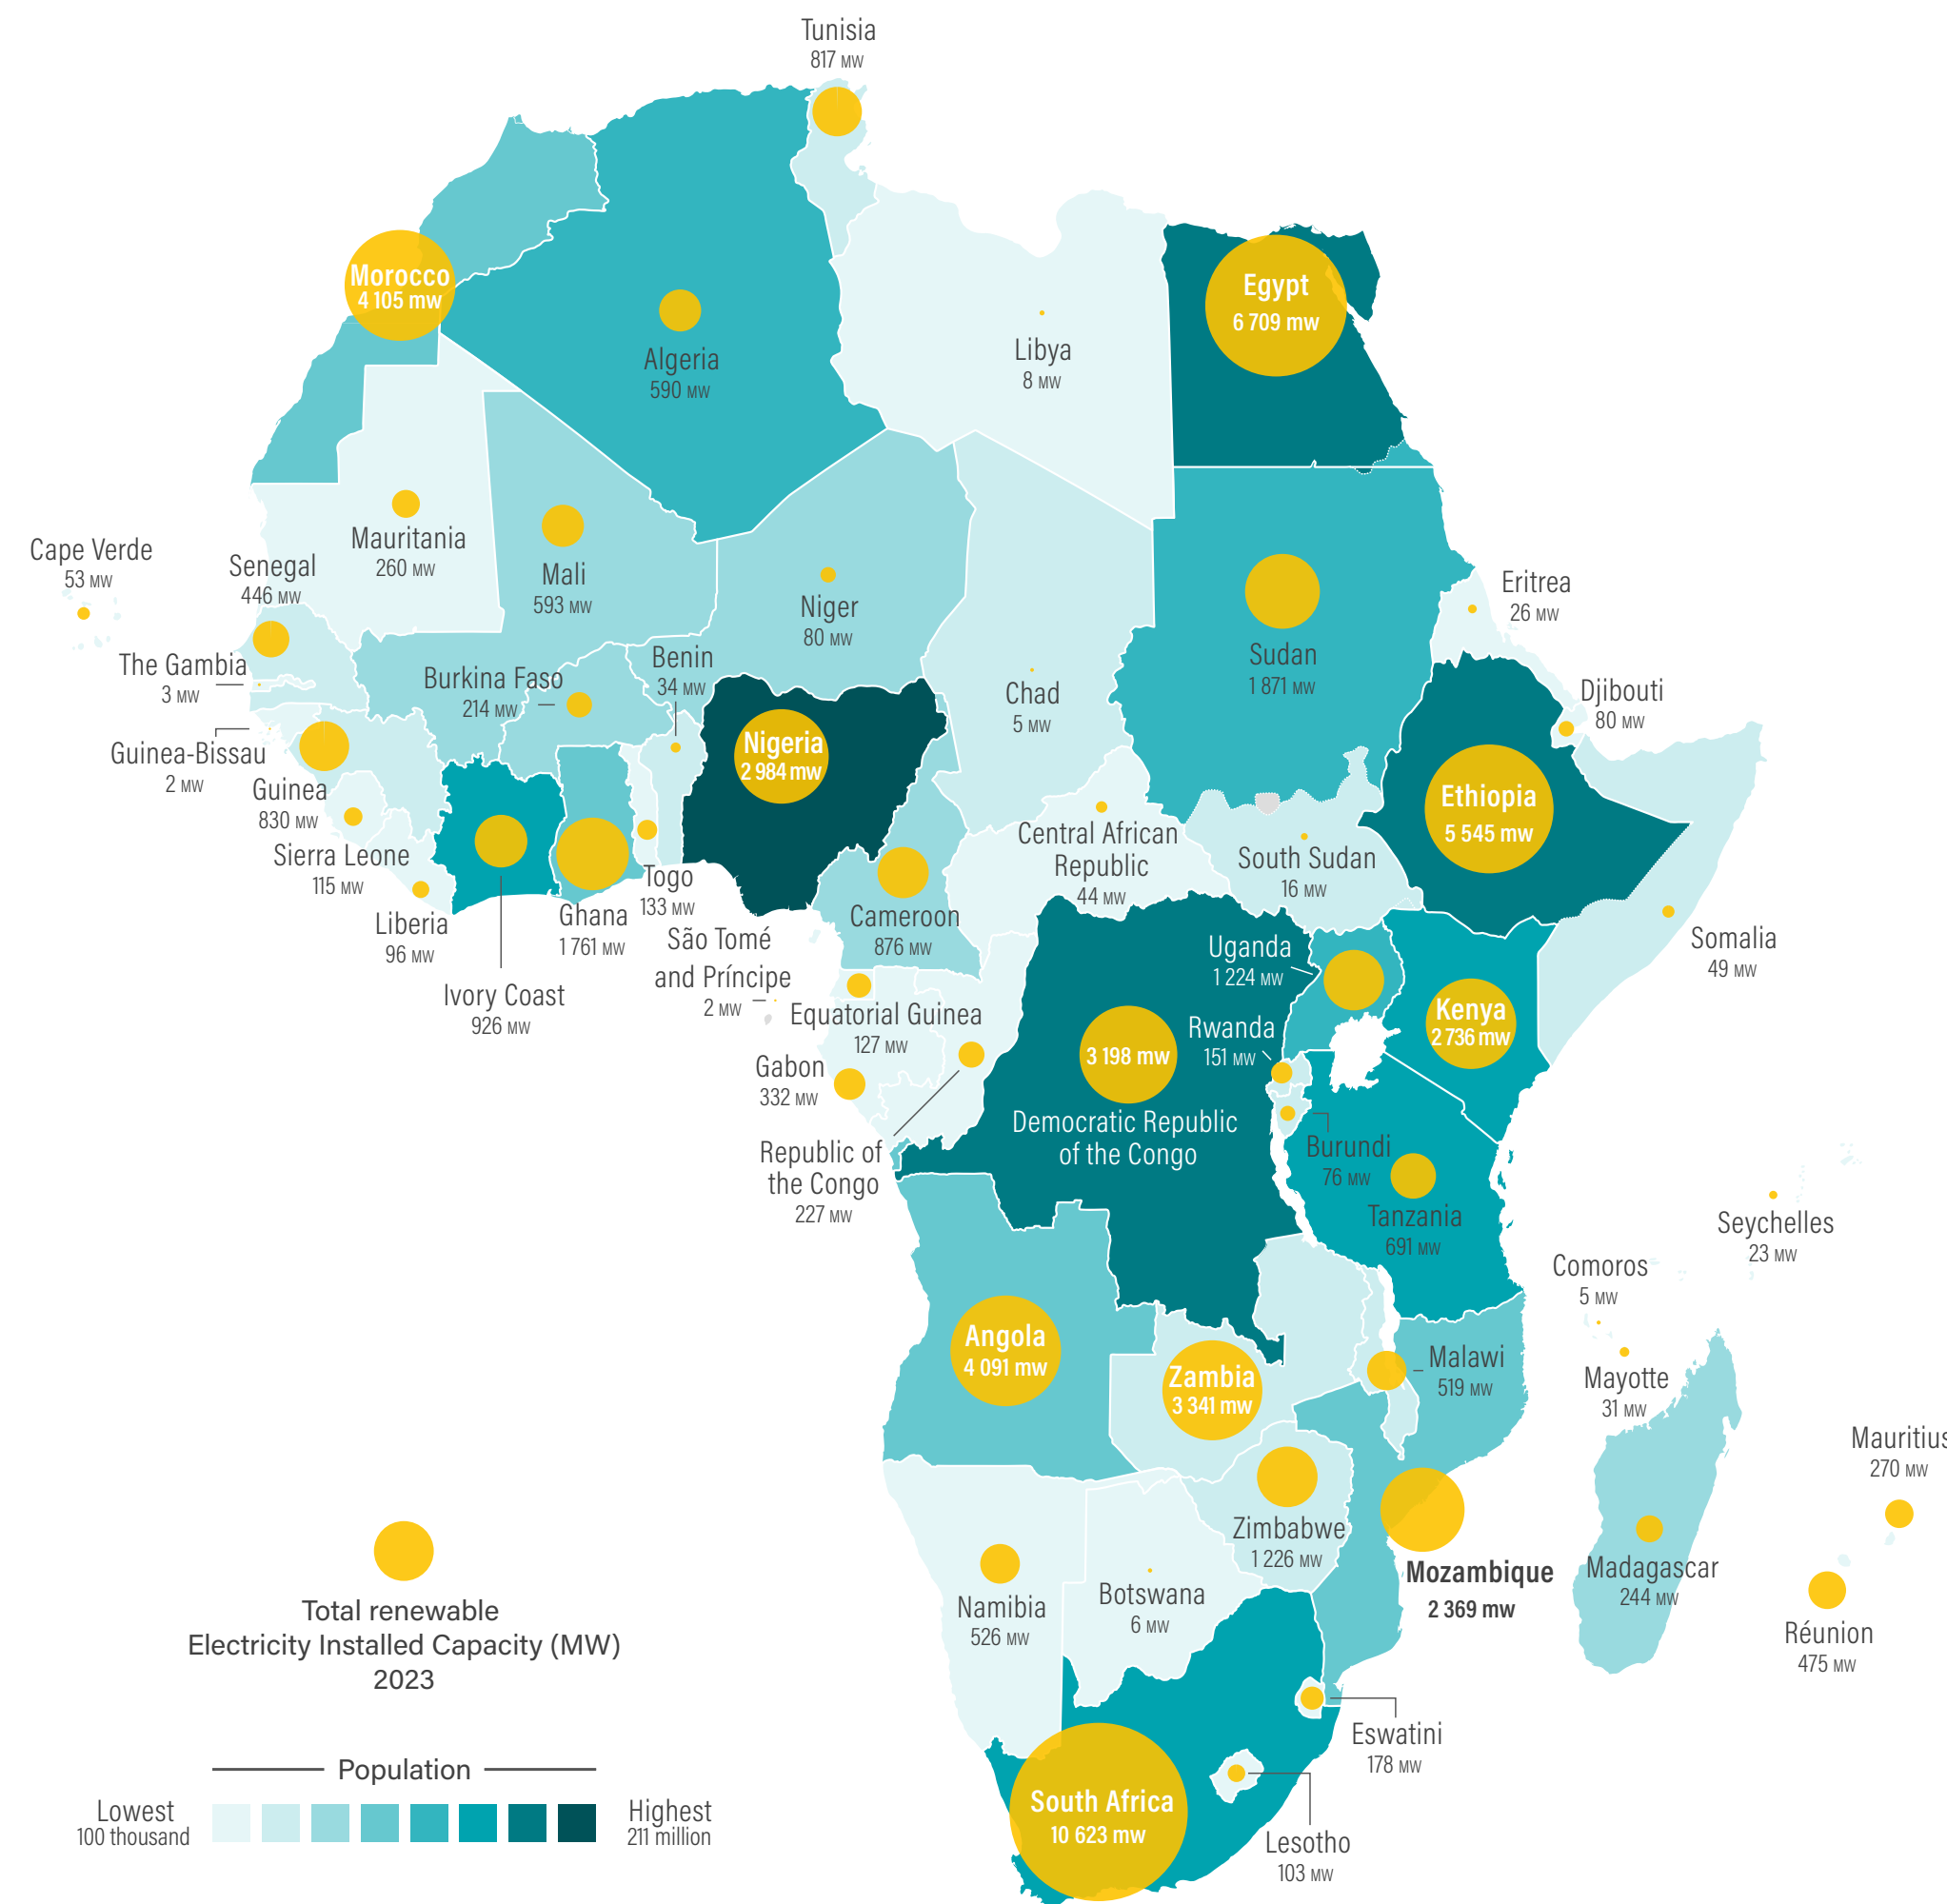 Tunisia
817 MW
Morocco
4 105 mw
Algeria
590 MW
Libya
8 MW
Egypt
6 709 mw
Cape Verde
53 MW
Senegal
446 MW
Mauritania
260 MW
Mali
593 MW
Niger
80 MW
Chad
5 MW
Sudan
1 871 MW
Eritrea
26 MW
The Gambia
3 MW
Burkina Faso
214 MW
Benin
34 MW
Djibouti
80 MW
Guinea-Bissau
2 MW
Guinea
830 MW
Nigeria
2 984 mw
Ethiopia
5 545 mw
Sierra Leone
115 MW
Liberia
96 MW
Ivory Coast
926 MW
Ghana
1 761 MW
Togo
133 MW
São Tomé
and Príncipe
2 MW
Cameroon
876 MW
Central African
Republic
44 MW
South Sudan
16 MW
Somalia
49 MW
Uganda
1 224 MW
Kenya
2 736 mw
Rwanda
151 MW
Equatorial Guinea
127 MW
Gabon
332 MW
Republic of
the Congo
227 MW
3 198 mw
Democratic Republic
of the Congo
Burundi
76 MW
Tanzania
691 MW
Seychelles
23 MW
Comoros
5 MW
Mayotte
31 MW
Angola
4 091 mw
Zambia
3 341 mw
Malawi
519 MW
Mauritius
270 MW
Zimbabwe
1 226 MW
Mozambique
2 369 mw
Madagascar
244 MW
Réunion
475 MW
Namibia
526 MW
Botswana
6 MW
Eswatini
178 MW
South Africa
10 623 mw
Lesotho
103 MW
Total renewable
Electricity Installed Capacity (MW)
2023
Population
Lowest
100 thousand
Highest
211 million